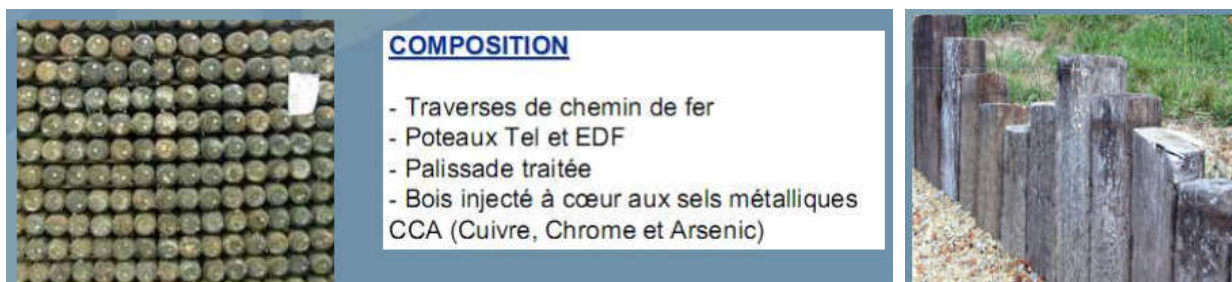 COMPOSITION
- Traverses de chemin de fer
- Poteaux Tel et EDF
- Palissade traitée
- Bois injecté à cœur aux sels métalliques
CCA (Cuivre, Chrome et Arsenic)